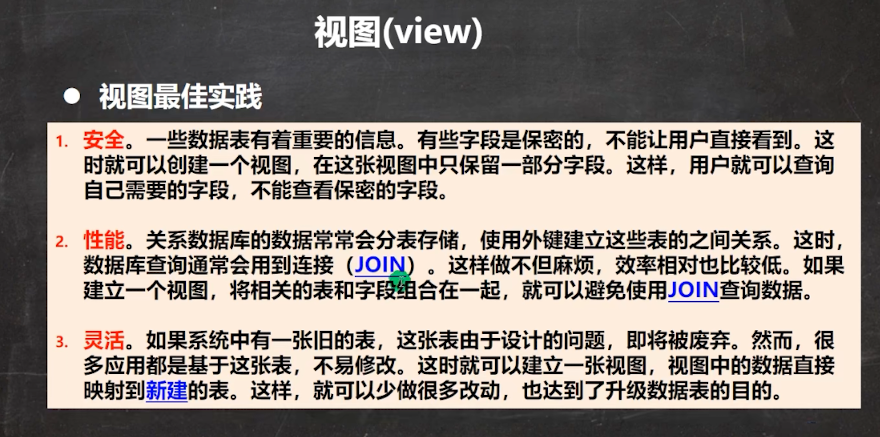 视图(view)
● 视图最佳实践
1. 安全。一些数据表有着重要的信息。有些字段是保密的，不能让用户直接看到。这
时就可以创建一个视图，在这张视图中只保留一部分字段。这样，用户就可以查询
自己需要的字段，不能查看保密的字段。
2. 性能。关系数据库的数据常常会分表存储，使用外键建立这些表的之间关系。这时，
数据库查询通常会用到连接（JOIN）。这样做不但麻烦，效率相对也比较低。如果
建立一个视图，将相关的表和字段组合在一起，就可以避免使用JOIN查询数据。
3. 灵活。如果系统中有一张旧的表，这张表由于设计的问题，即将被废弃。然而，很
多应用都是基于这张表，不易修改。这时就可以建立一张视图，视图中的数据直接
映射到新建的表。这样，就可以少做很多改动，也达到了升级数据表的目的。